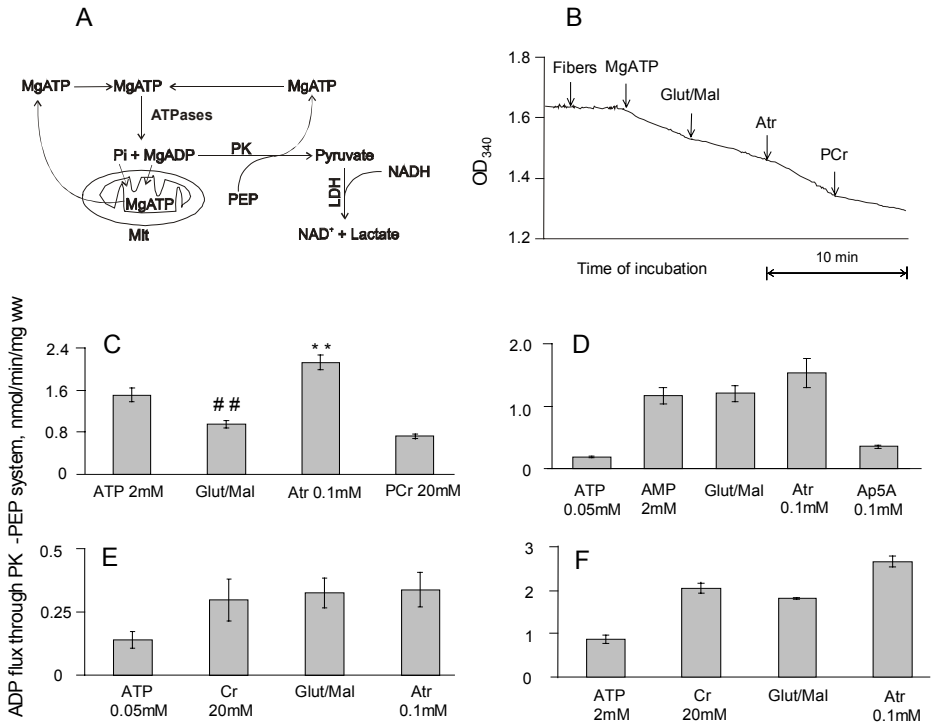 A
MgATP MgATP MgATP
ATPases
Pi + MgADP PK Pyruvate
PEP LDH NADH
MgATP
Mit
NAD⁺ + Lactate
B
1.8
1.6
1.4
1.2
OD340
Fibers MgATP
Glut/Mal
Atr
PCr
Time of incubation
10 min
ADP flux through PK -PEP system, nmol/min/mg ww
C
2.4
1.6
0.8
0
##
**
ATP 2mM Glut/Mal Atr 0.1mM PCr 20mM
D
2.0
1.0
0
ATP 0.05mM
AMP 2mM
Glut/Mal
Atr 0.1mM
Ap5A 0.1mM
E
0.5
0.25
0
ATP 0.05mM
Cr 20mM
Glut/Mal
Atr 0.1mM
F
3
2
1
0
ATP 2mM
Cr 20mM
Glut/Mal
Atr 0.1mM